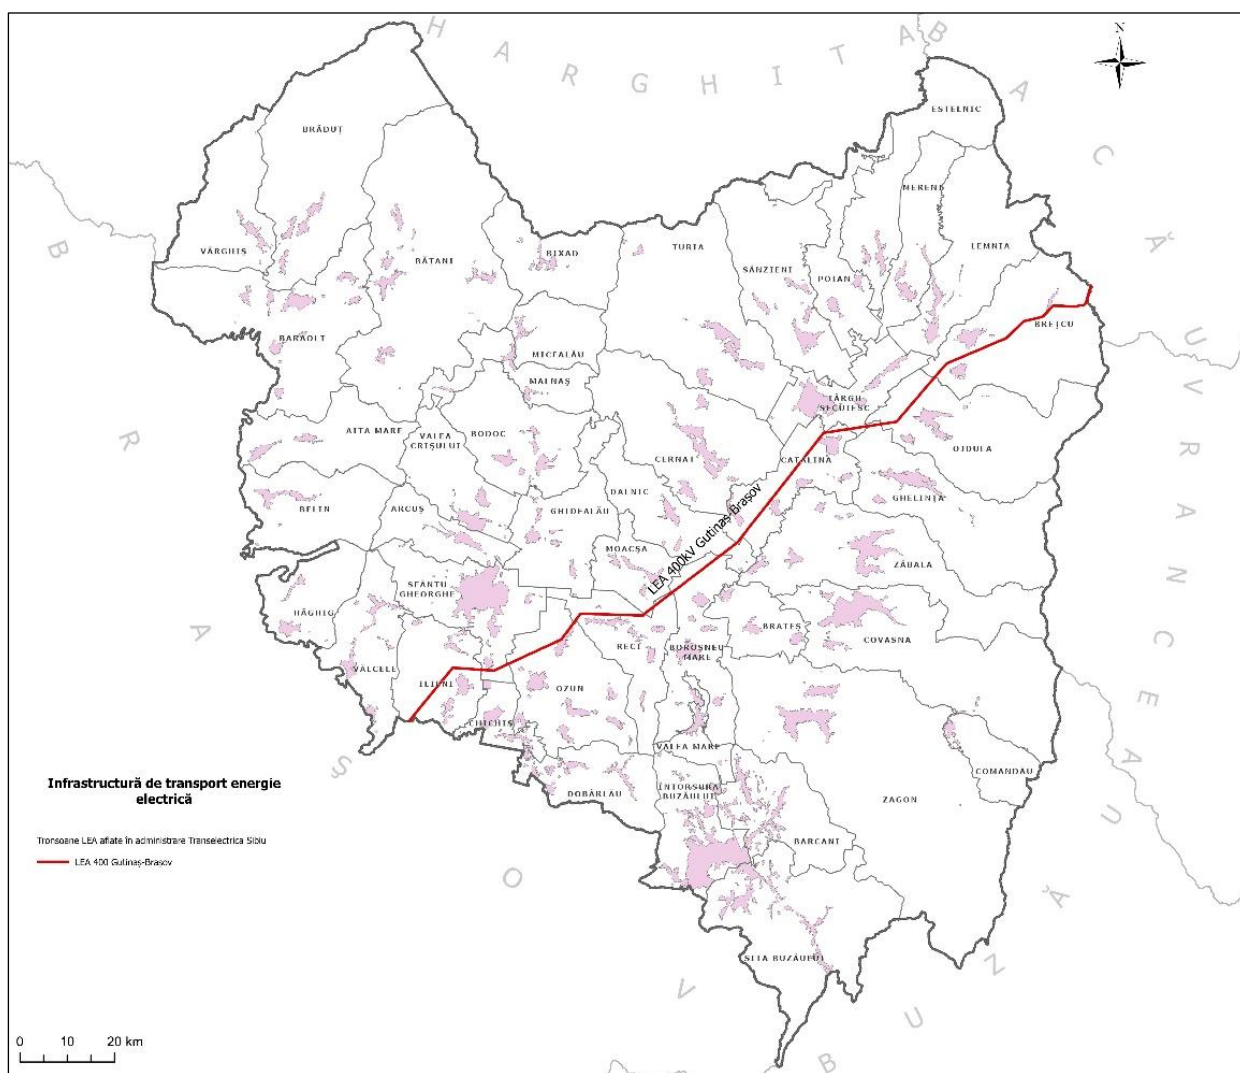 HARGHITA
BACĂU
VRANCEA
BUZĂU
BRAȘOV
N
ESTELNIC
BRĂDUȚ
MERENI
LEMNIA
VÂRGHIȘ
BĂȚANI
BIXAD
TURIA
SÂNZIENI
POIAN
BREȚCU
BARAOLT
MICFALĂU
MALNAȘ
TÂRGU
SECUIESC
AITA MARE
VALEA
CRIȘULUI
BODOC
CERNAT
CATALINA
OJDULA
DALNIC
GHELINȚA
BELIN
ARCUȘ
GHIDFALĂU
LEA 400kV Gutinaș-Brașov
MOACȘA
ZĂBALA
SFÂNTU
GHEORGHE
HĂGHIG
BRATEȘ
COVASNA
RECI
BOROȘNEU
MARE
VÂLCELE
ILIENI
OZUN
CHICHIȘ
VALEA MARE
COMANDĂU
ZAGON
DOBÂRLĂU
ÎNTORSURA
BUZĂULUI
BARCANI
SITA BUZĂULUI
Infrastructură de transport energie
electrică
Tronsoane LEA aflate în administrare Transelectrica Sibiu
LEA 400 Gutinaș-Brașov
0 10 20 km